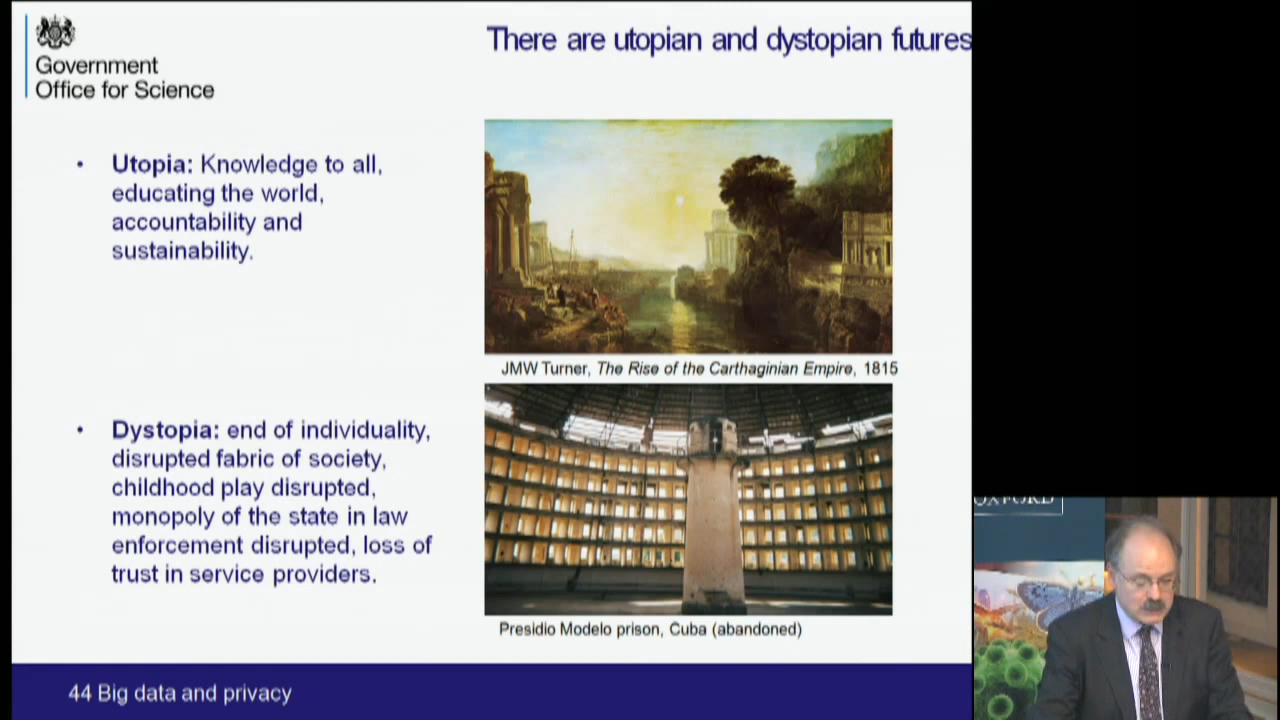 There are utopian and dystopian futures
Government
Office for Science
• Utopia: Knowledge to all,
educating the world,
accountability and
sustainability.
JMW Turner, The Rise of the Carthaginian Empire, 1815
• Dystopia: end of individuality,
disrupted fabric of society,
childhood play disrupted,
monopoly of the state in law
enforcement disrupted, loss of
trust in service providers.
Presidio Modelo prison, Cuba (abandoned)
44 Big data and privacy
OXFORD